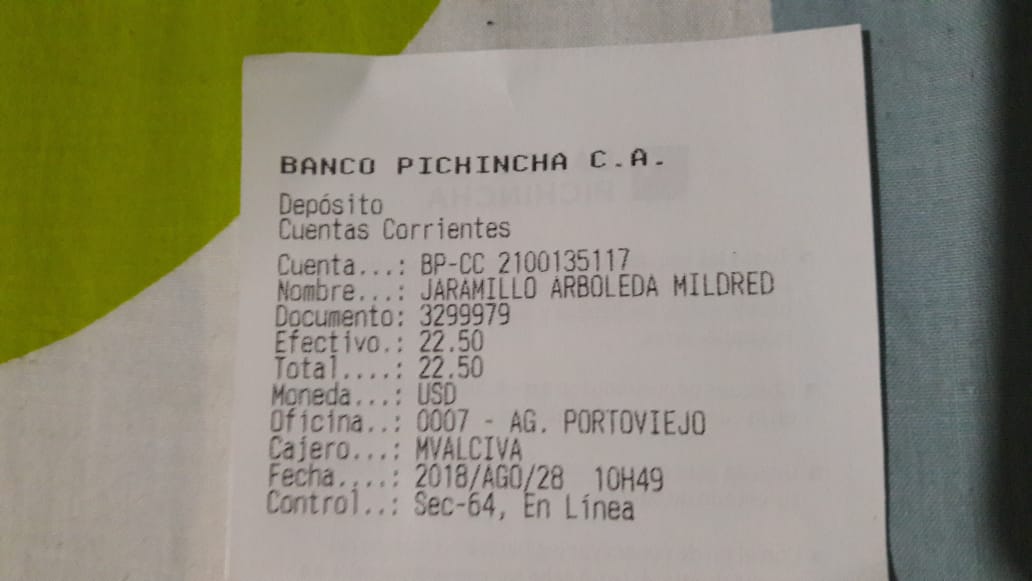 BANCO PICHINCHA C.A.
Depósito
Cuentas Corrientes
Cuenta...: BP-CC 2100135117
Nombre...: JARAMILLO ARBOLEDA MILDRED
Documento: 3299979
Efectivo.: 22.50
Total....: 22.50
Moneda...: USD
Oficina..: 0007 - AG. PORTOVIEJO
Cajero...: MVALCIVA
Fecha....: 2018/AGO/28 10H49
Control..: Sec-64, En Línea
PICHINCHA